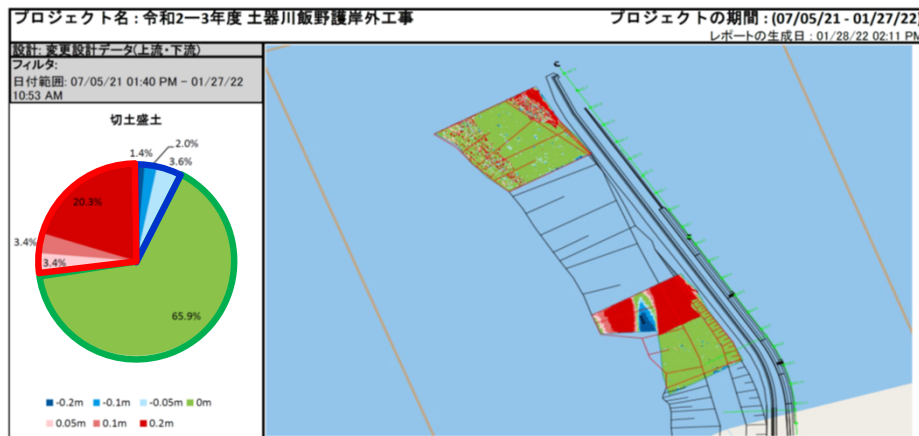 プロジェクト名：令和2ー3年度 土器川飯野護岸外工事
プロジェクトの期間：(07/05/21 - 01/27/22)
レポートの生成日：01/28/22 02:11 PM
設計: 変更設計データ(上流・下流)
フィルタ:
日付範囲: 07/05/21 01:40 PM - 01/27/22
10:53 AM
切土盛土
1.4%
2.0%
3.6%
20.3%
3.4%
3.4%
65.9%
-0.2m -0.1m -0.05m 0m
0.05m 0.1m 0.2m